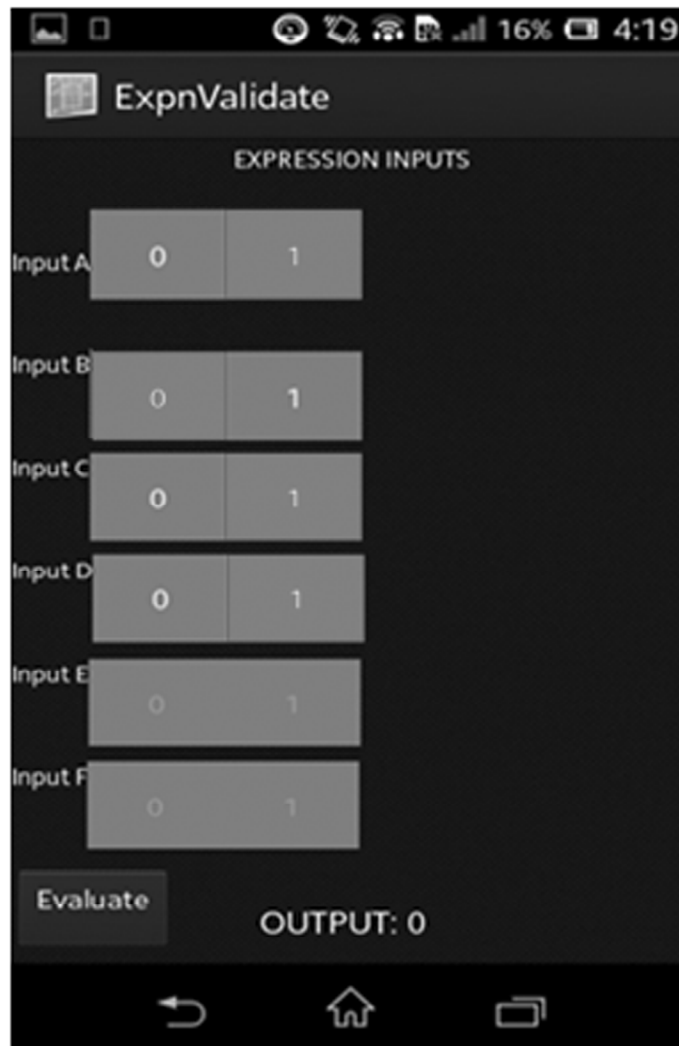 16% 4:19
ExpnValidate
EXPRESSION INPUTS
Input A 0 1
Input B 0 1
Input C 0 1
Input D 0 1
Input E 0 1
Input F 0 1
Evaluate OUTPUT: 0